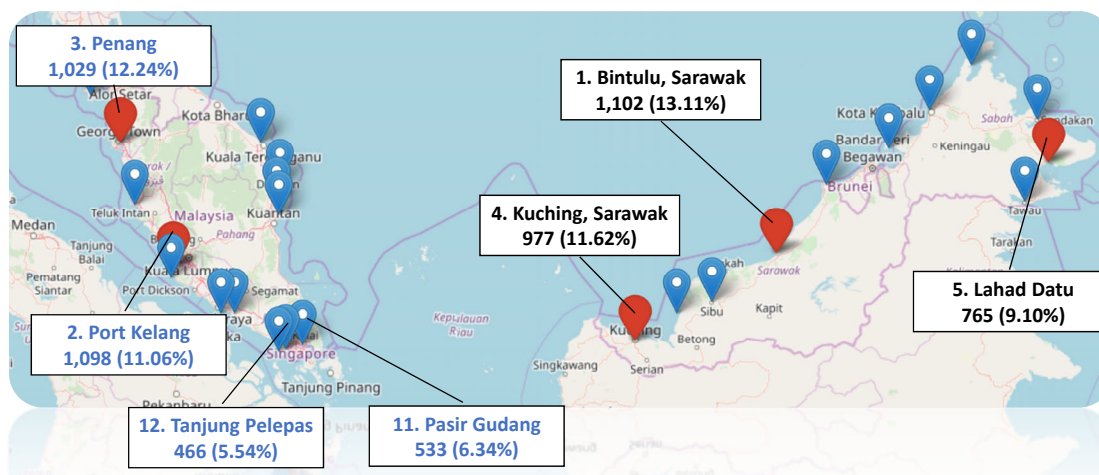 3. Penang
1,029 (12.24%)
Alor Setar
George Town
Kota Bharu
Kuala Terengganu
Teluk Intan
Malaysia
Pahang
Kuantan
Medan
Tanjung
Balai
Pematang
Siantar
Kuala Lumpur
Port Dickson
Segamat
Singapore
Tanjung Pinang
Pekanbaru
Kepulauan
Riau
2. Port Kelang
1,098 (11.06%)
12. Tanjung Pelepas
466 (5.54%)
11. Pasir Gudang
533 (6.34%)
1. Bintulu, Sarawak
1,102 (13.11%)
4. Kuching, Sarawak
977 (11.62%)
Kuching
Singkawang
Serian
Betong
Sibu
Kapit
Sarawak
Brunei
Bandar Seri
Begawan
Kota Kinabalu
Sabah
Keningau
Tawau
Tarakan
5. Lahad Datu
765 (9.10%)